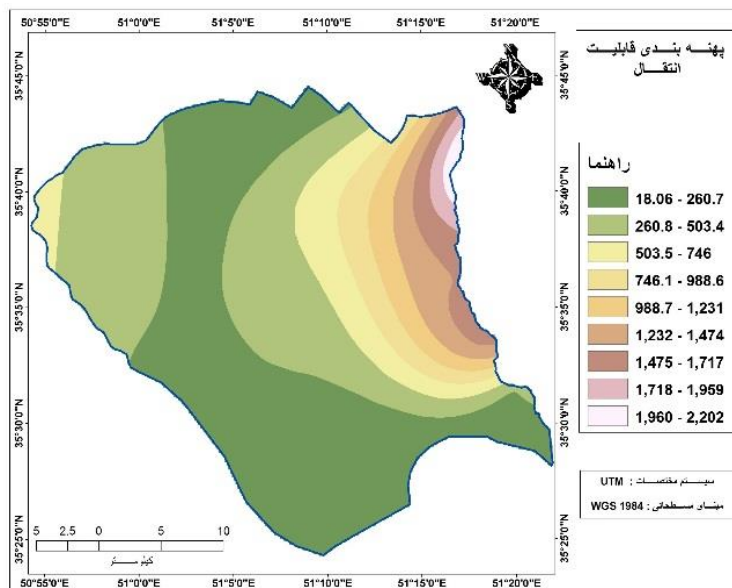 50°55'0"E 51°0'0"E 51°5'0"E 51°10'0"E 51°15'0"E 51°20'0"E
پهنه بندی قابلیت
انتقال
35°45'0"N 35°45'0"N
راهنما
35°40'0"N 35°40'0"N
18.06 - 260.7
260.8 - 503.4
503.5 - 746
746.1 - 988.6
988.7 - 1,231
1,232 - 1,474
1,475 - 1,717
1,718 - 1,959
1,960 - 2,202
35°35'0"N 35°35'0"N
35°30'0"N 35°30'0"N
سیستم مختصات : UTM
مبنای مسطحاتی : WGS 1984
35°25'0"N 35°25'0"N
5 2.5 0 5 10
کیلومتر
50°55'0"E 51°0'0"E 51°5'0"E 51°10'0"E 51°15'0"E 51°20'0"E